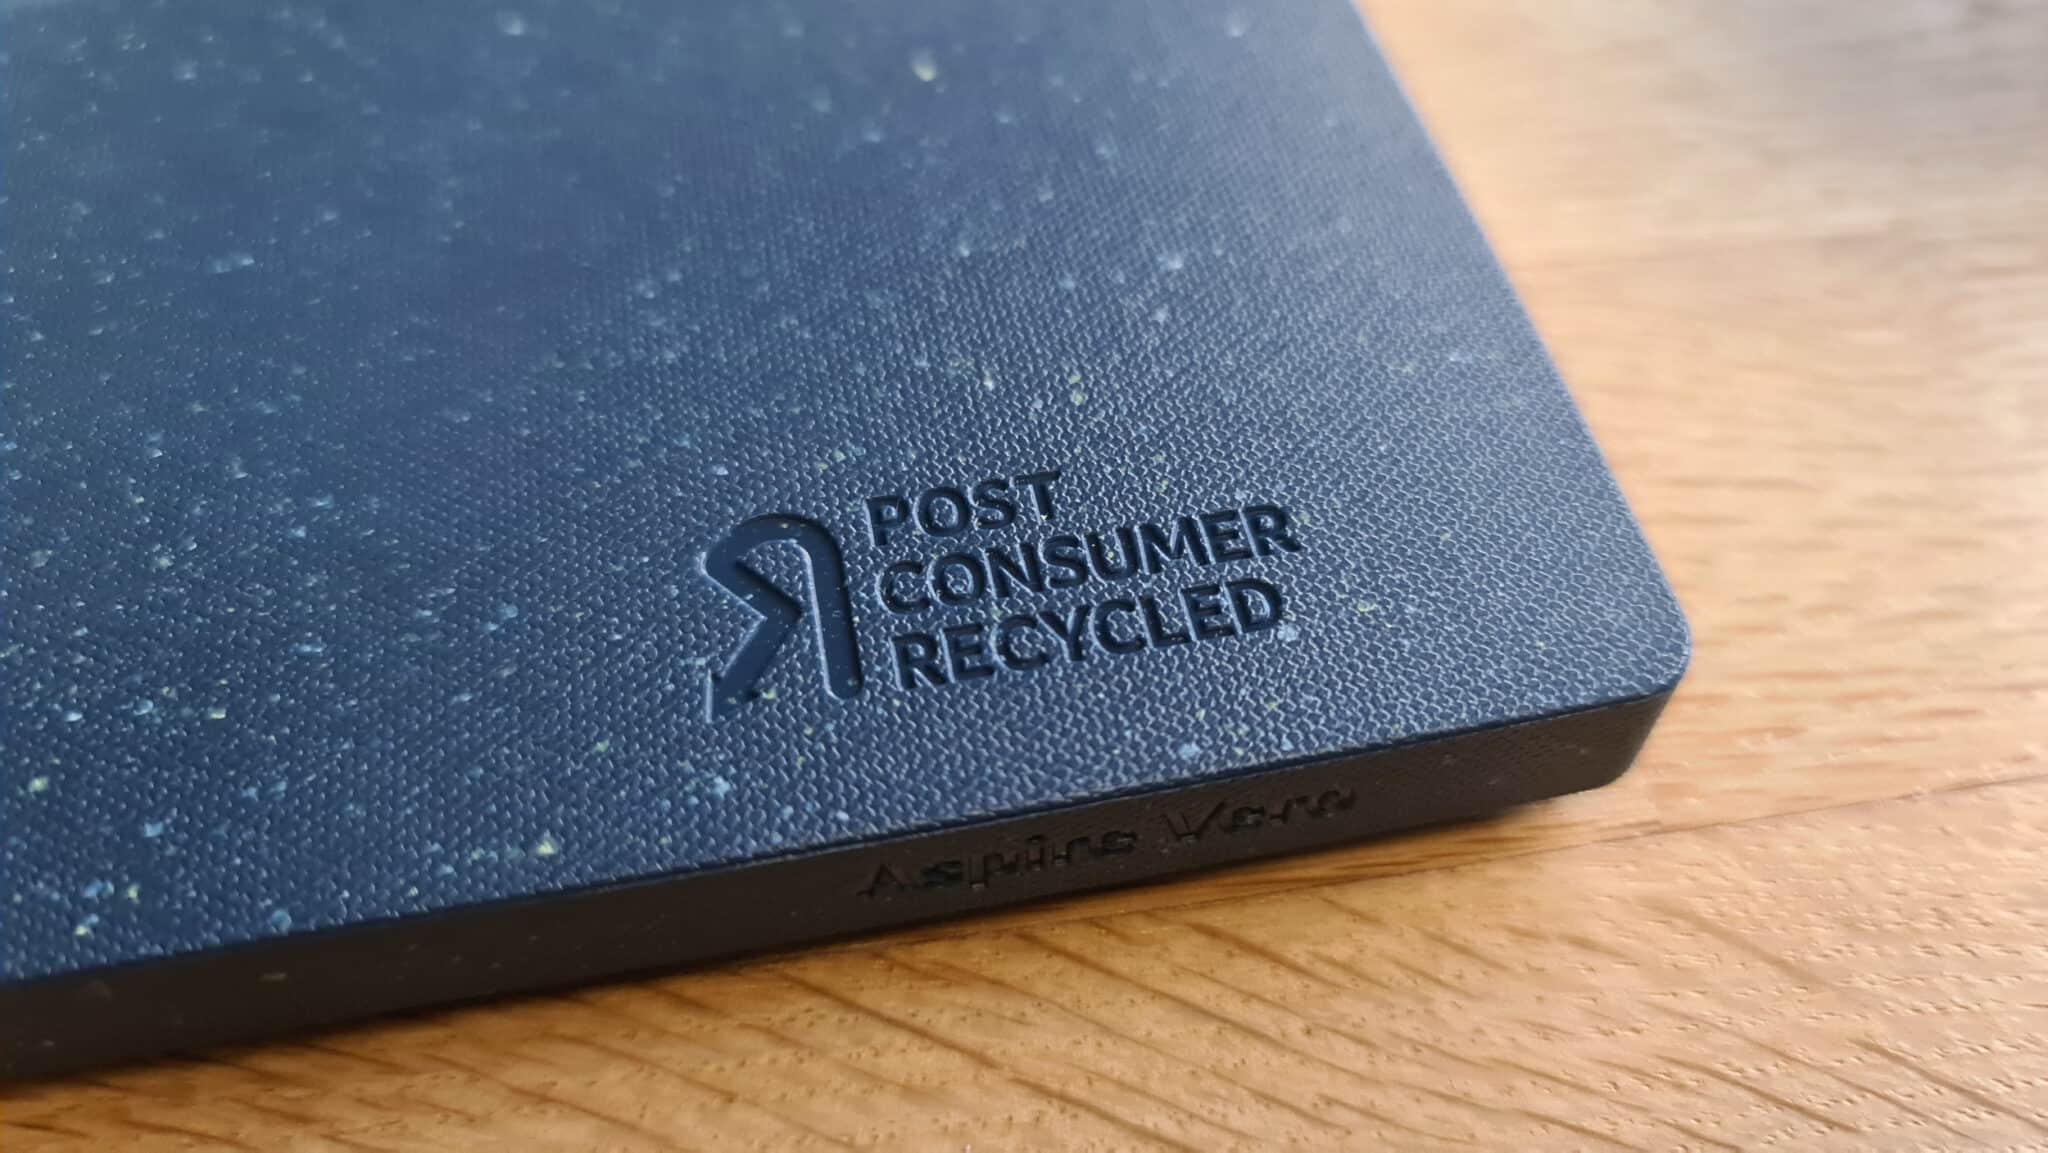 POST
CONSUMER
RECYCLED
Aspire Vero